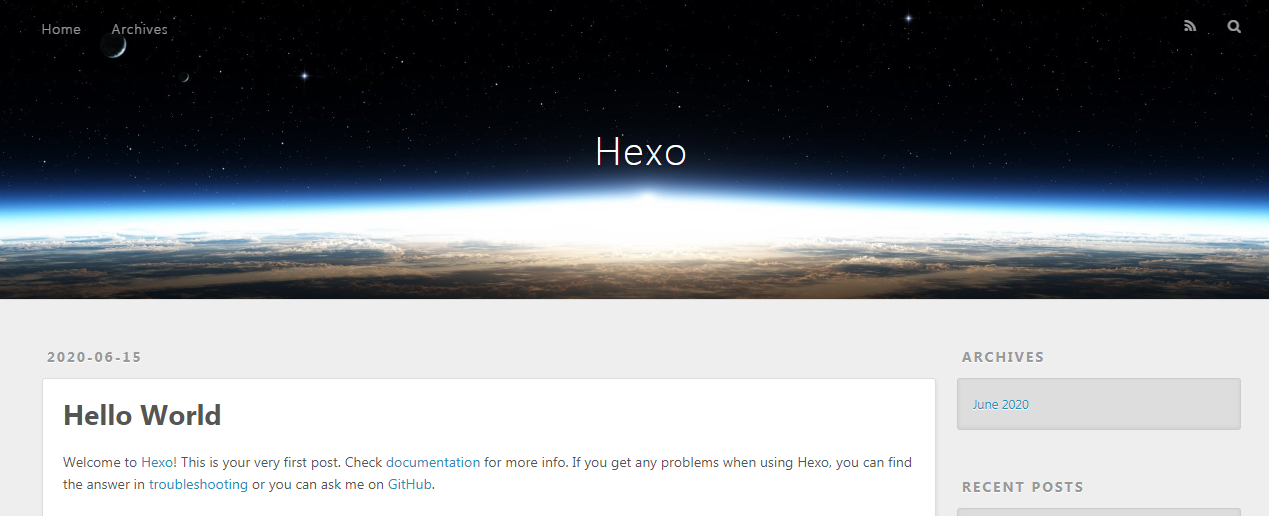 Home Archives
Hexo
2020-06-15
Hello World
Welcome to Hexo! This is your very first post. Check documentation for more info. If you get any problems when using Hexo, you can find
the answer in troubleshooting or you can ask me on GitHub.
ARCHIVES
June 2020
RECENT POSTS